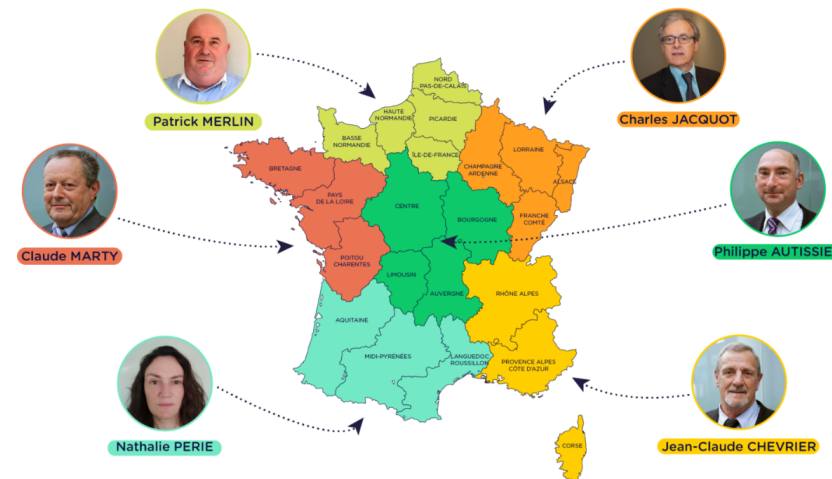 Patrick MERLIN
Charles JACQUOT
Claude MARTY
Philippe AUTISSIE
Nathalie PERIE
Jean-Claude CHEVRIER
NORD
PAS-DE-CALAIS
HAUTE
NORMANDIE
PICARDIE
BASSE
NORMANDIE
ÎLE-DE-FRANCE
CHAMPAGNE
ARDENNE
LORRAINE
ALSACE
BRETAGNE
PAYS
DE LA LOIRE
CENTRE
BOURGOGNE
FRANCHE
COMTÉ
POITOU
CHARENTES
LIMOUSIN
AUVERGNE
RHÔNE ALPES
AQUITAINE
MIDI-PYRÉNÉES
LANGUEDOC
ROUSSILLON
PROVENCE ALPES
CÔTE D'AZUR
CORSE